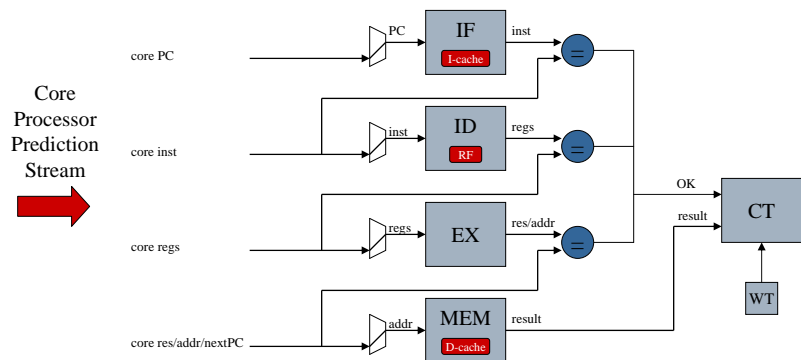 Core
Processor
Prediction
Stream
core PC
PC
IF
I-cache
inst
=
core inst
inst
ID
RF
regs
=
core regs
regs
EX
res/addr
=
core res/addr/nextPC
addr
MEM
D-cache
result
OK
result
CT
WT